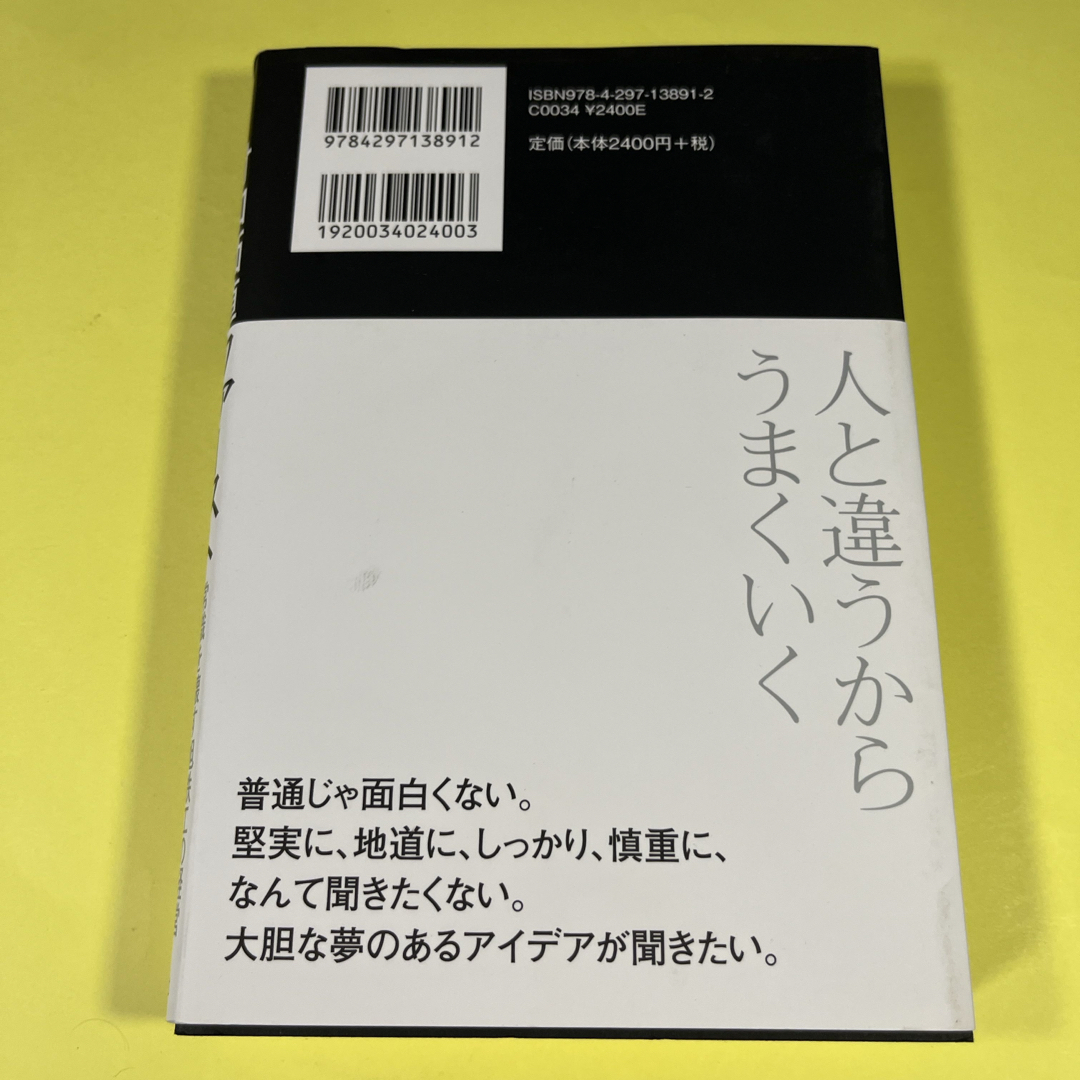 9784297138912
1920034024003
ISBN978-4-297-13891-2
C0034 ¥2400E
定価(本体2400円+税)
人と違うから
うまくいく
普通じゃ面白くない。
堅実に、地道に、しっかり、慎重に、
なんて聞きたくない。
大胆な夢のあるアイデアが聞きたい。